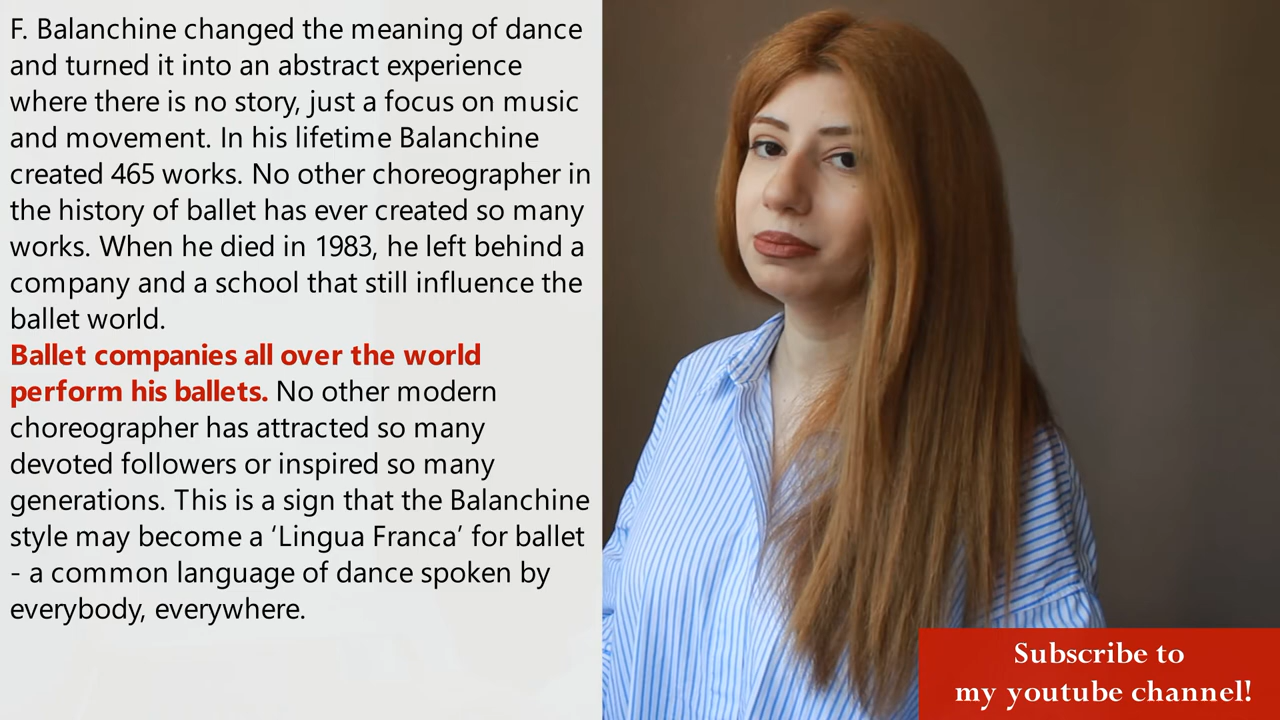 F. Balanchine changed the meaning of dance
and turned it into an abstract experience
where there is no story, just a focus on music
and movement. In his lifetime Balanchine
created 465 works. No other choreographer in
the history of ballet has ever created so many
works. When he died in 1983, he left behind a
company and a school that still influence the
ballet world.
Ballet companies all over the world
perform his ballets. No other modern
choreographer has attracted so many
devoted followers or inspired so many
generations. This is a sign that the Balanchine
style may become a ‘Lingua Franca’ for ballet
- a common language of dance spoken by
everybody, everywhere.
Subscribe to
my youtube channel!